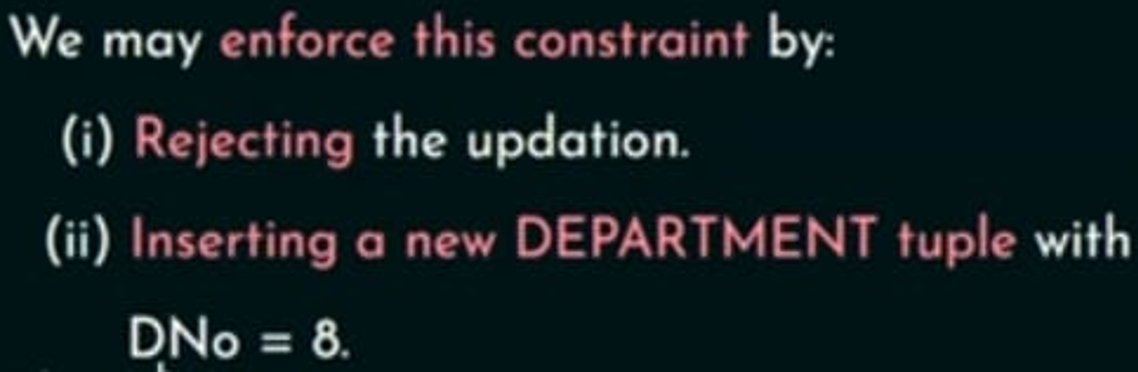 We may enforce this constraint by:
(i) Rejecting the updation.
(ii) Inserting a new DEPARTMENT tuple with
DNo = 8.